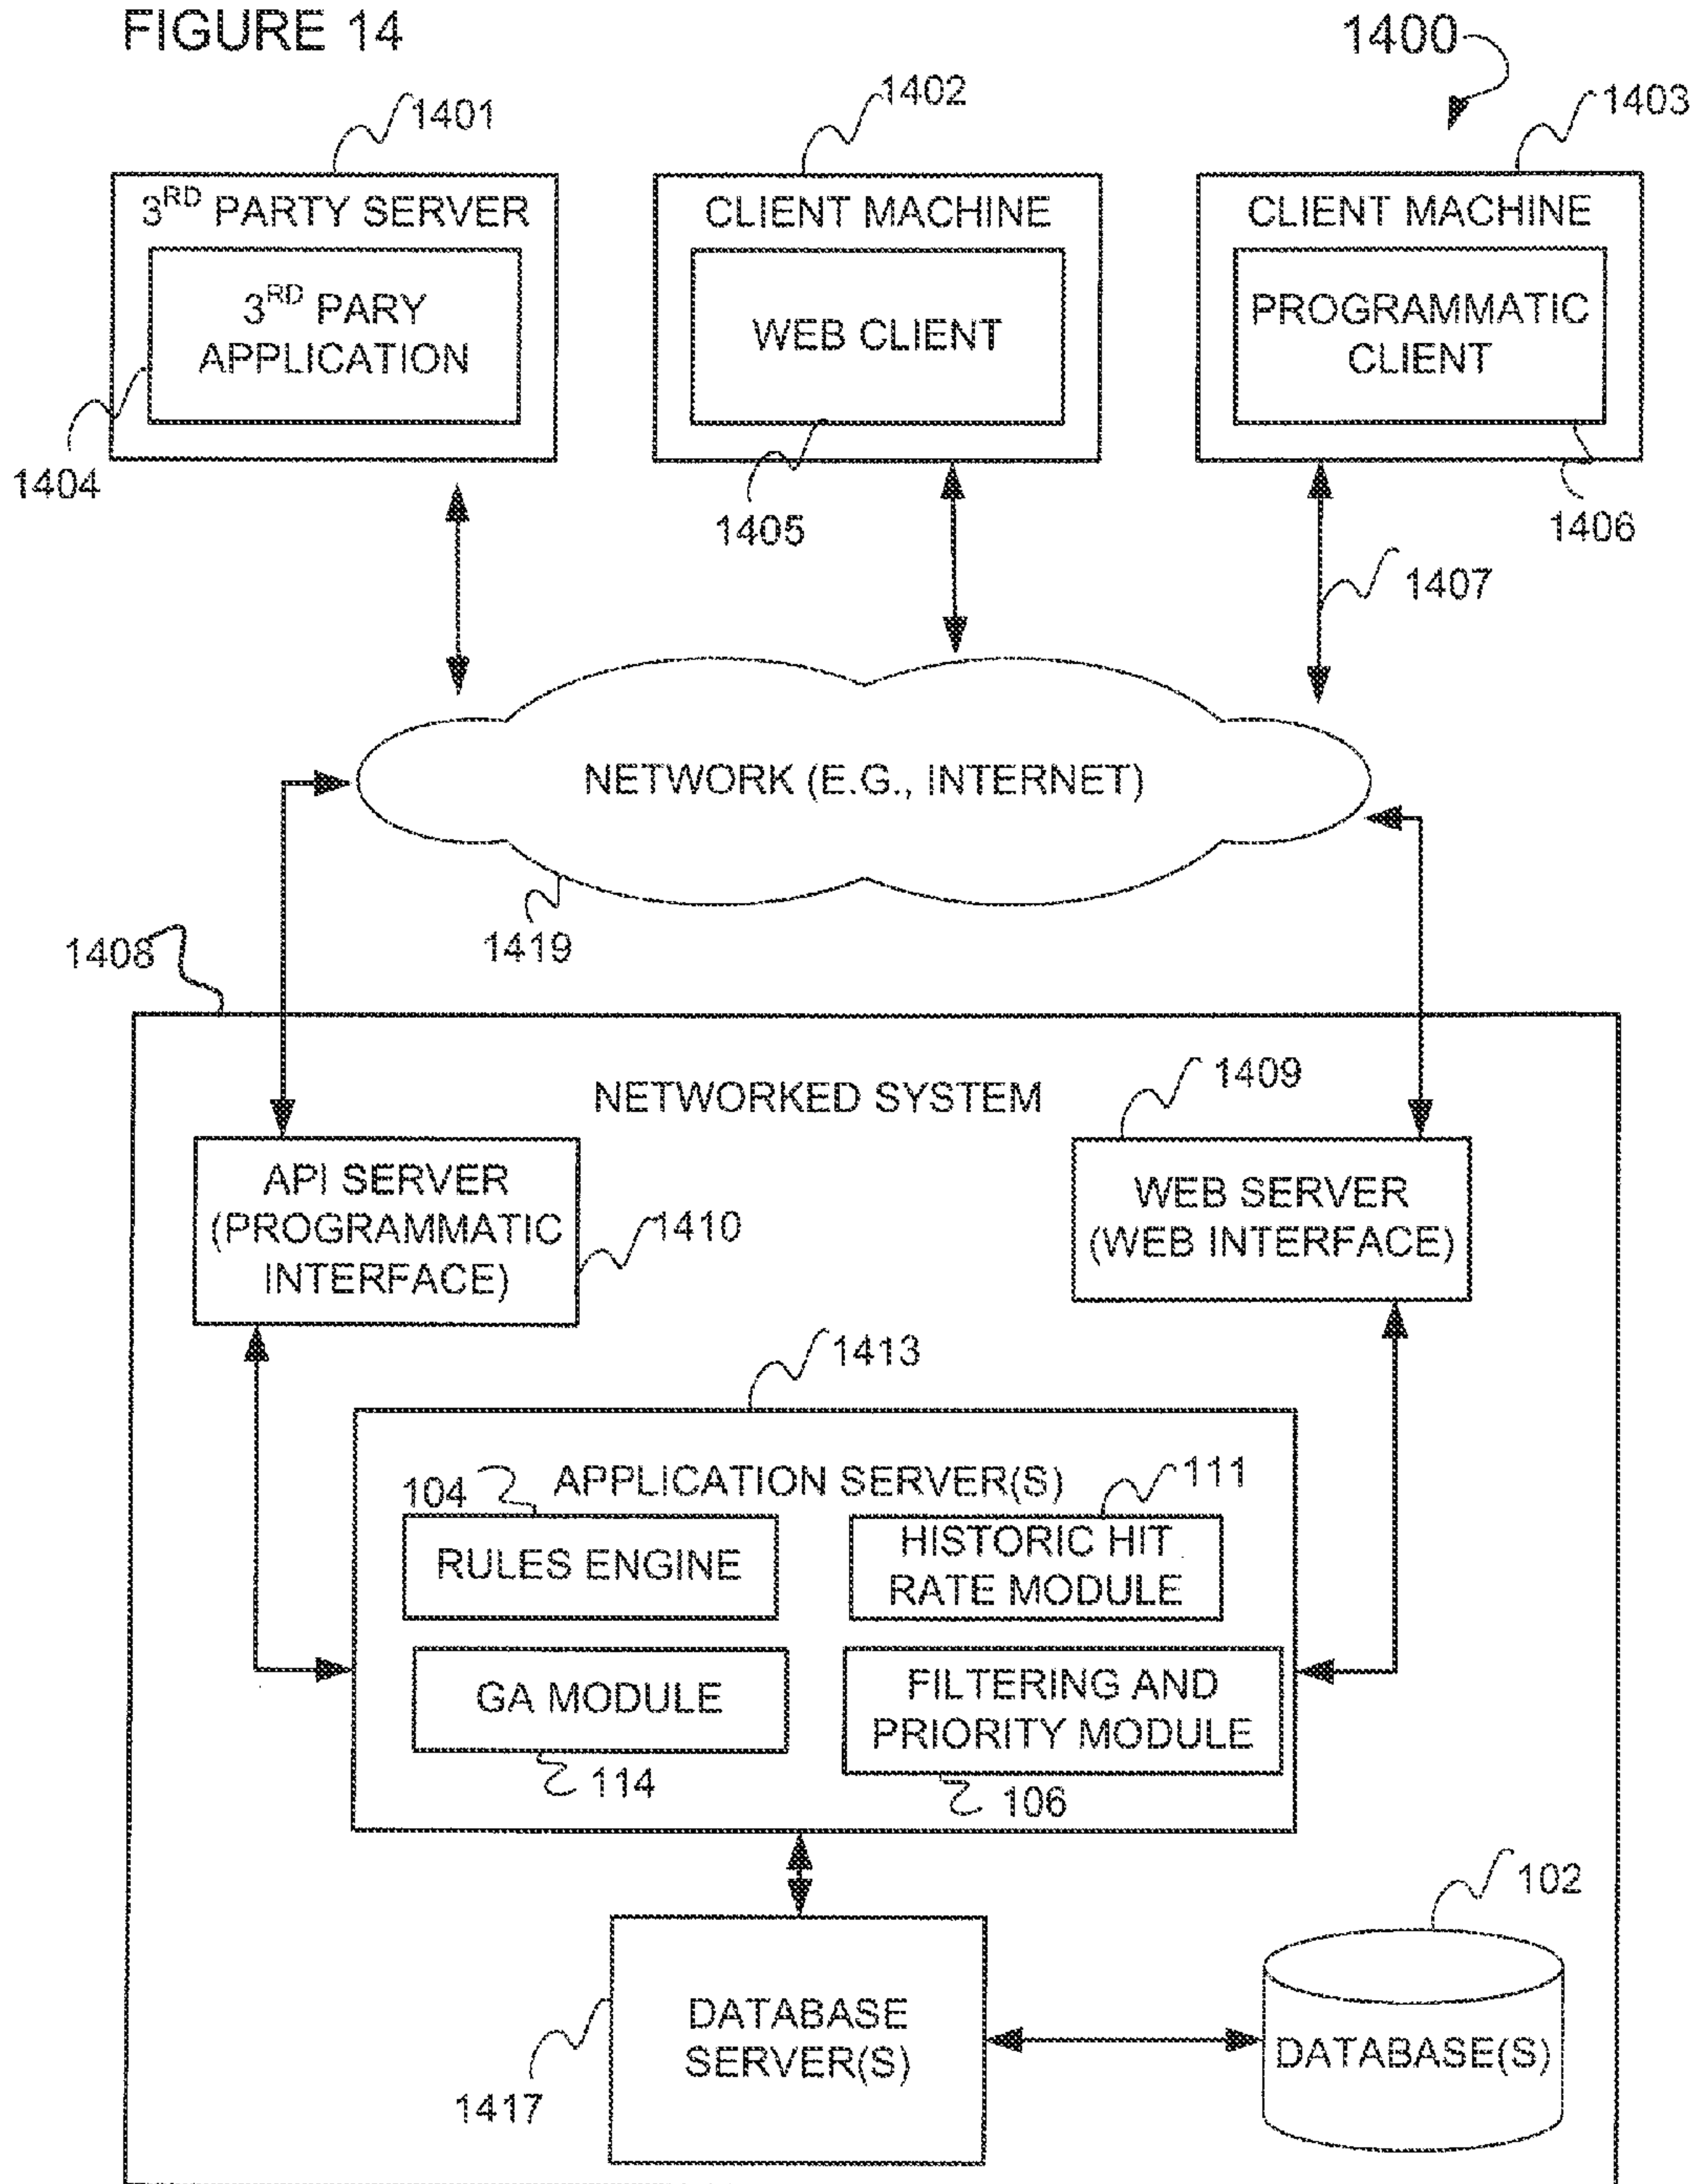 FIGURE 14
1400
1401
1402
1403
3RD PARTY SERVER
3RD PARY
APPLICATION
1404
CLIENT MACHINE
WEB CLIENT
1405
CLIENT MACHINE
PROGRAMMATIC
CLIENT
1406
1407
NETWORK (E.G., INTERNET)
1419
1408
NETWORKED SYSTEM
1409
API SERVER
(PROGRAMMATIC
INTERFACE)
1410
WEB SERVER
(WEB INTERFACE)
1413
104
APPLICATION SERVER(S)
111
RULES ENGINE
HISTORIC HIT
RATE MODULE
GA MODULE
114
FILTERING AND
PRIORITY MODULE
106
102
DATABASE
SERVER(S)
1417
DATABASE(S)